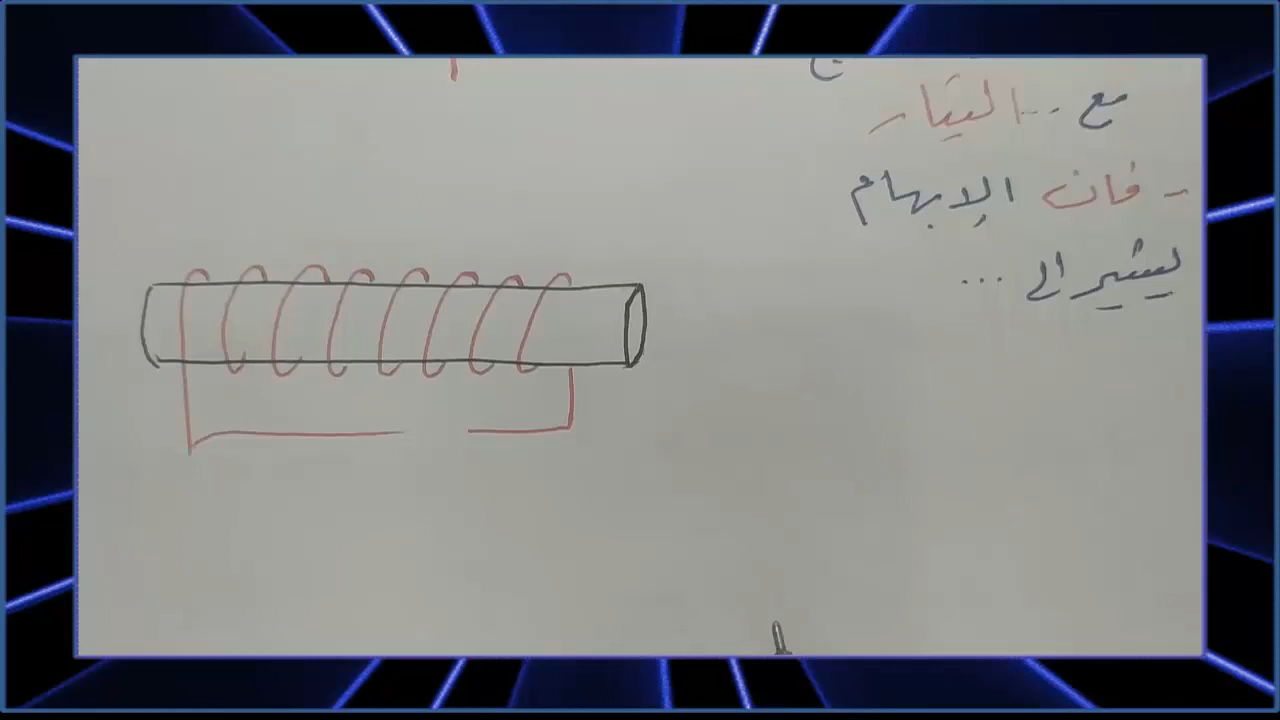 مع .. التيار
- فان الإبهام
يشير الى ...